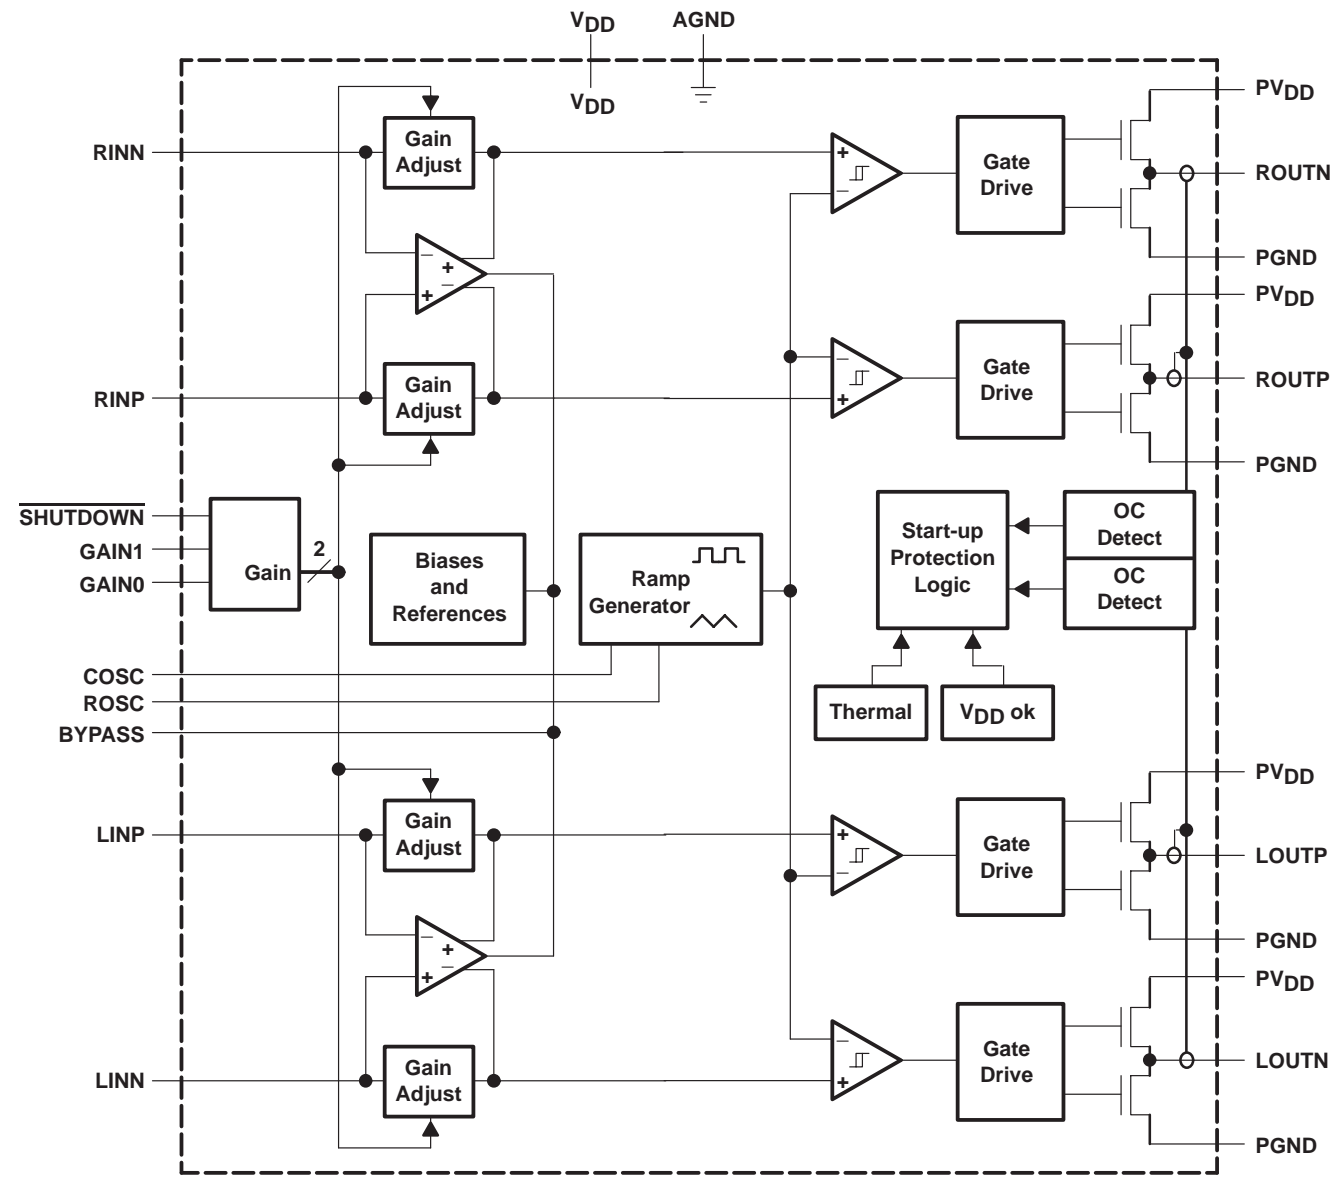 VDD AGND
VDD
PVDD
Gain
Adjust
RINN
+
−
Gate
Drive
ROUTN
−
+
−
+
PGND
PVDD
Gain
Adjust
RINP
−
+
Gate
Drive
ROUTP
PGND
SHUTDOWN
GAIN1
GAIN0
Gain
2
Biases
and
References
Ramp
Generator
Start-up
Protection
Logic
OC
Detect
OC
Detect
COSC
ROSC
BYPASS
Thermal
VDD ok
PVDD
Gain
Adjust
LINP
+
−
Gate
Drive
LOUTP
−
+
−
+
PGND
PVDD
Gain
Adjust
LINN
−
+
Gate
Drive
LOUTN
PGND